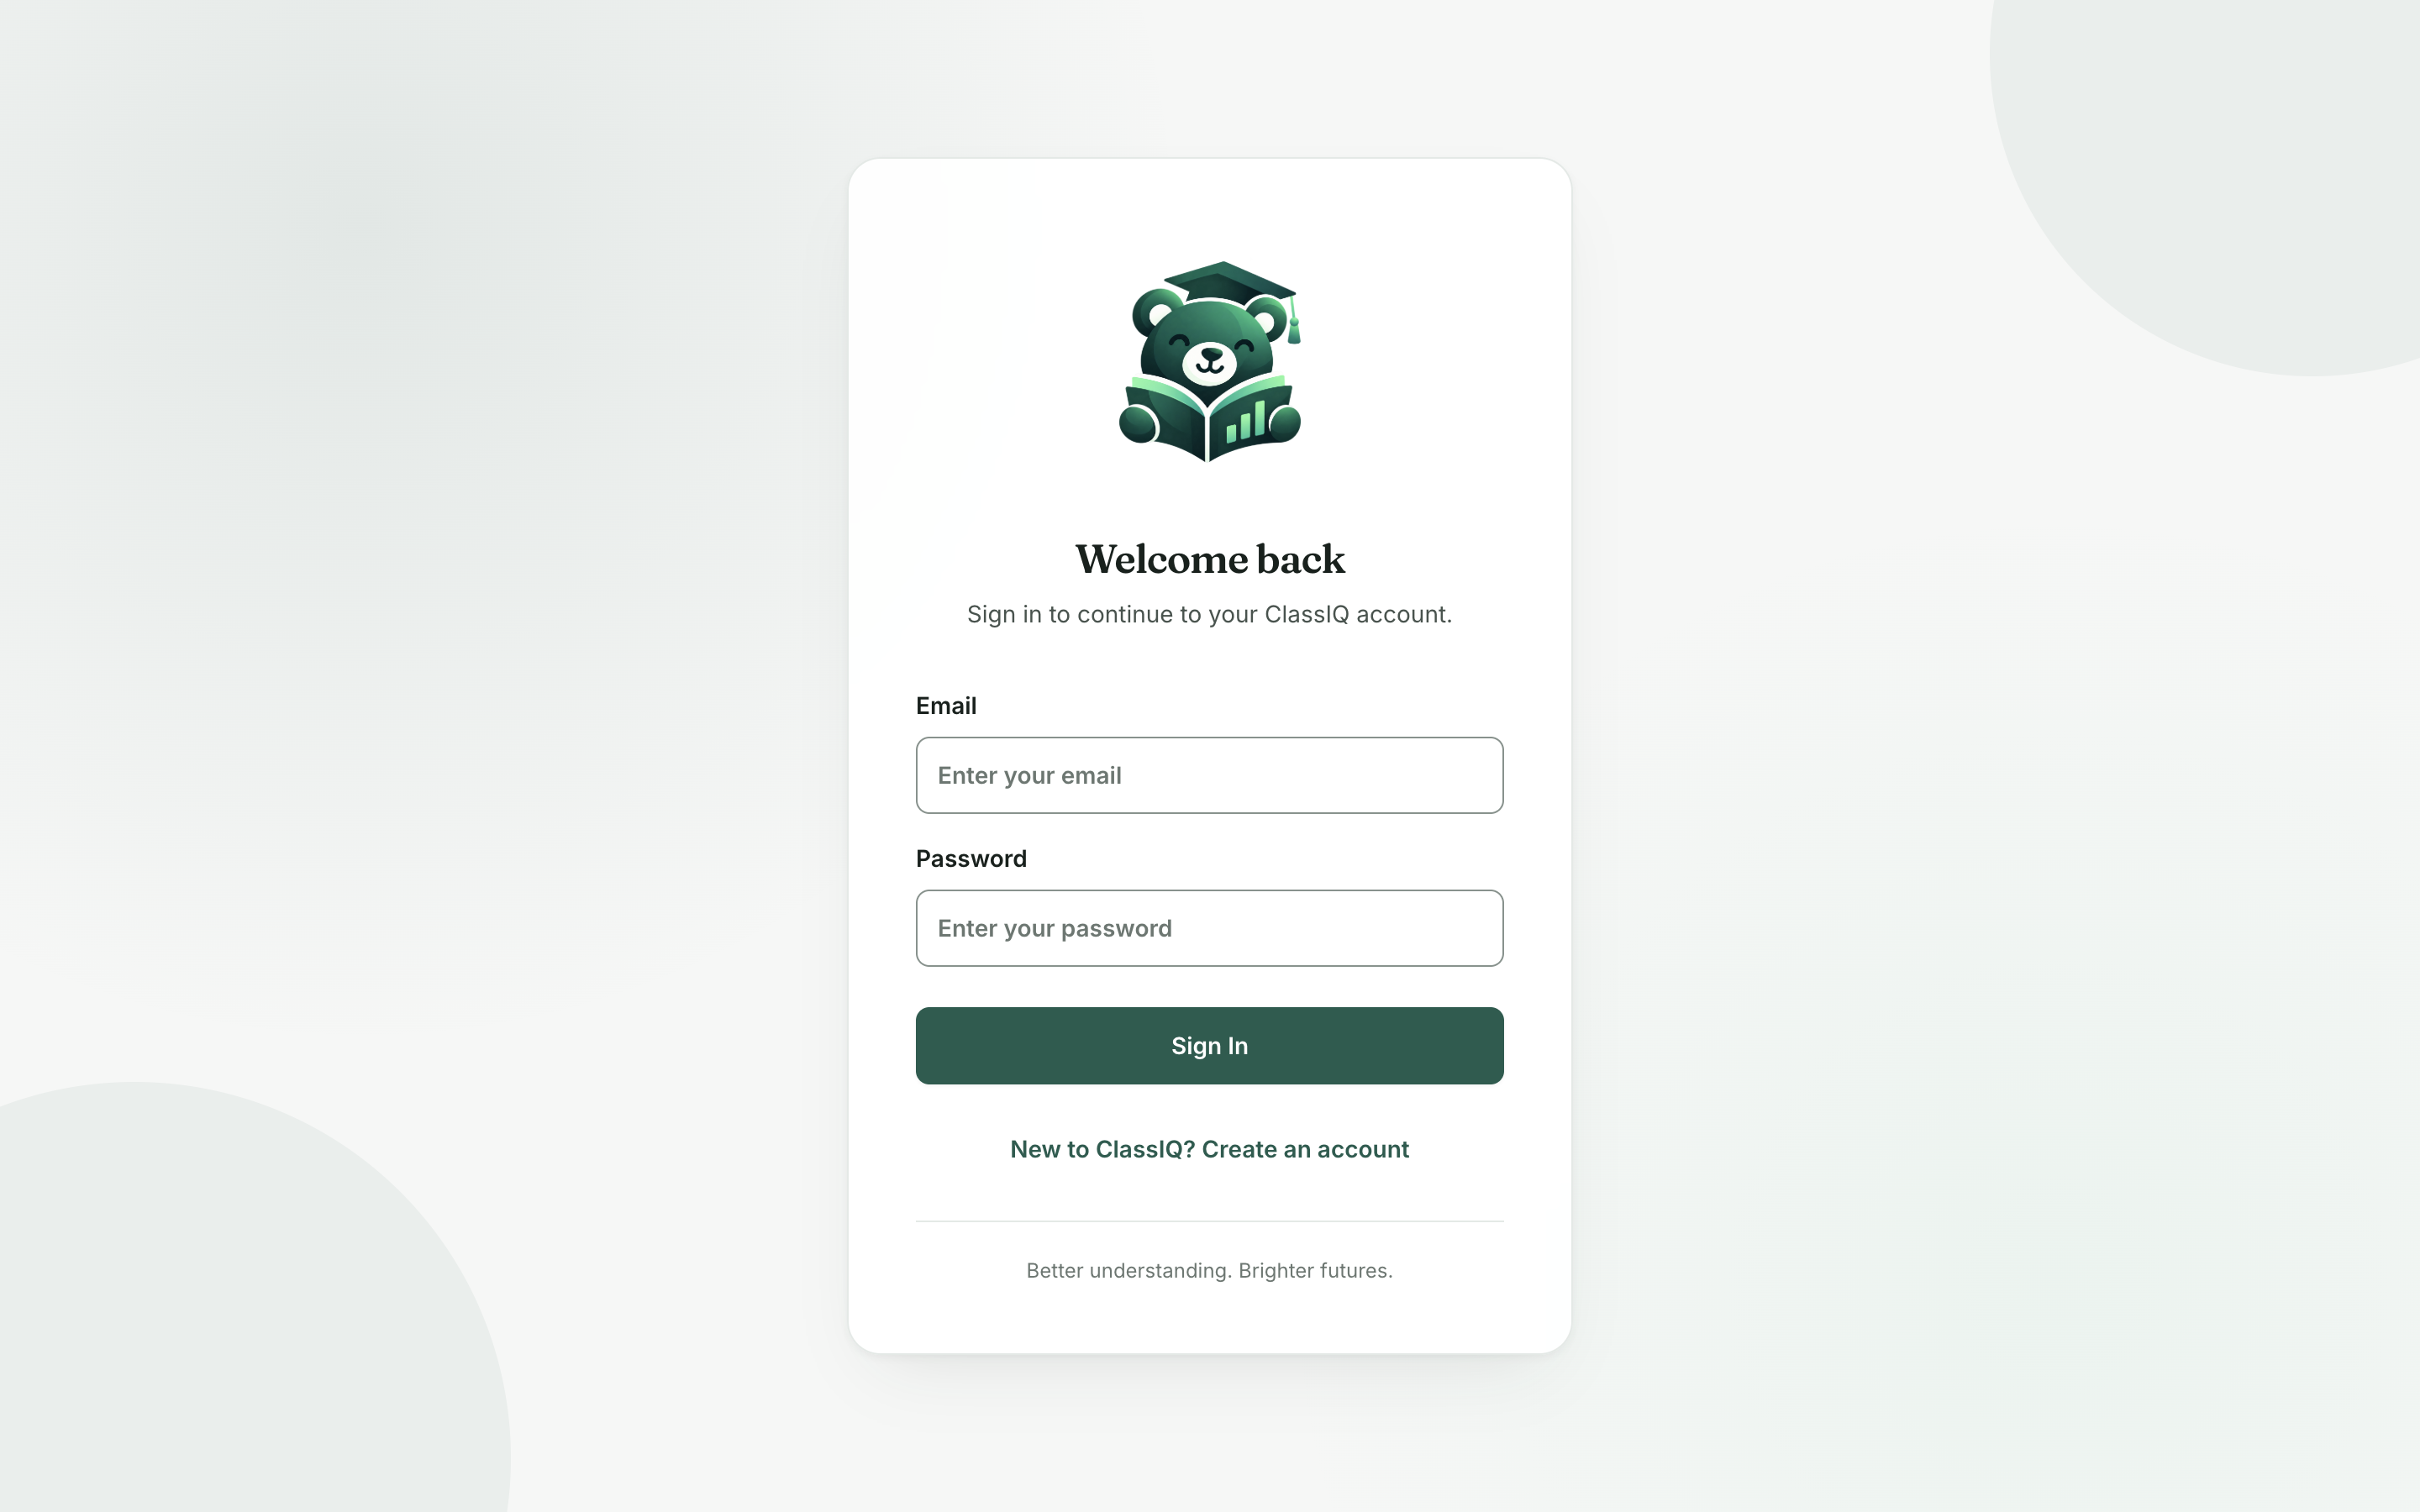 Welcome back
Sign in to continue to your ClassIQ account.
Email
Enter your email
Password
Enter your password
Sign In
New to ClassIQ? Create an account
Better understanding. Brighter futures.